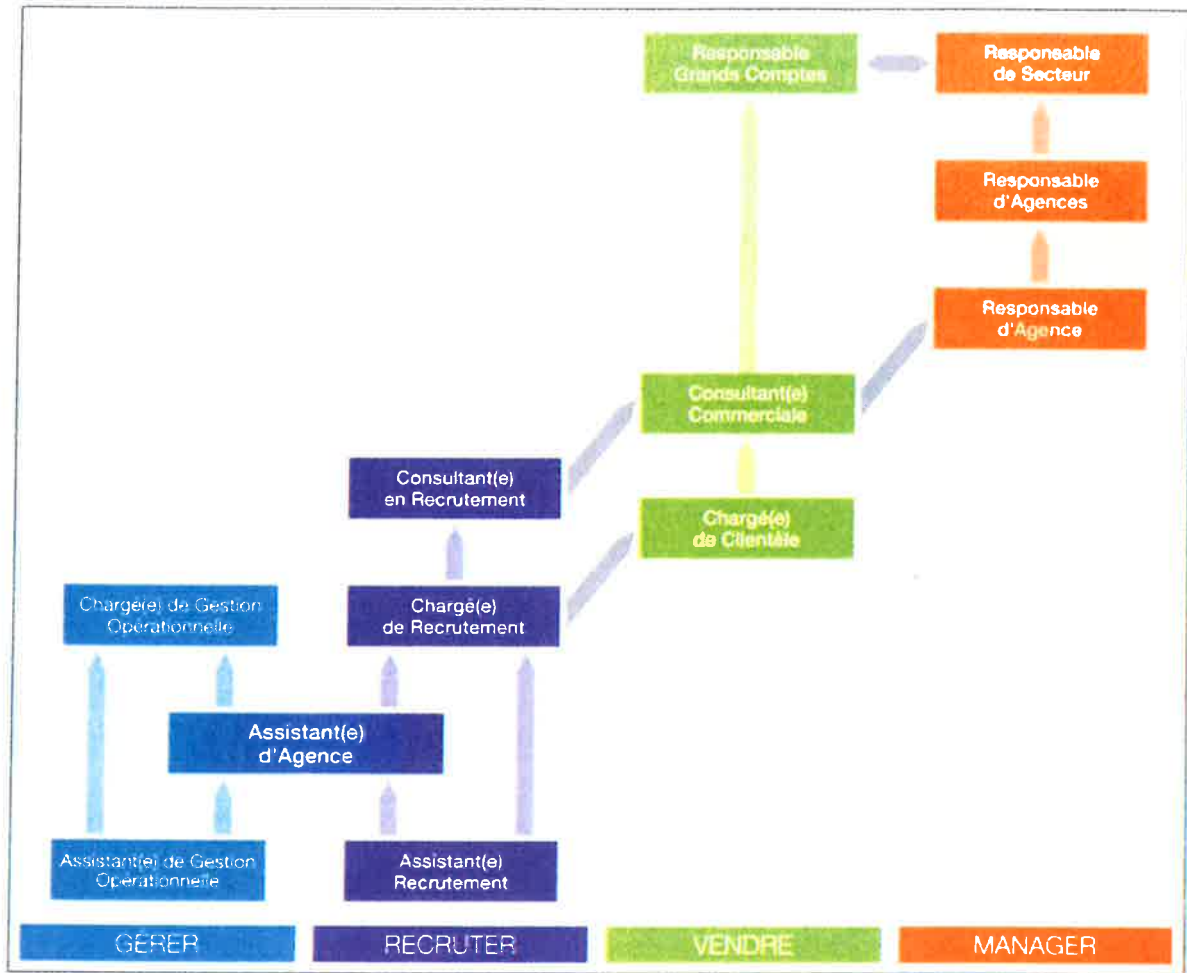 Responsable
Grands Comptes
Responsable
de Secteur
Responsable
d'Agences
Responsable
d'Agence
Consultant(e)
Commerciale
Consultant(e)
en Recrutement
Chargé(e)
de Clientèle
Chargé(e) de Gestion
Opérationnelle
Chargé(e)
de Recrutement
Assistant(e)
d'Agence
Assistant(e) de Gestion
Opérationnelle
Assistant(e)
Recrutement
GÉRER
RECRUTER
VENDRE
MANAGER